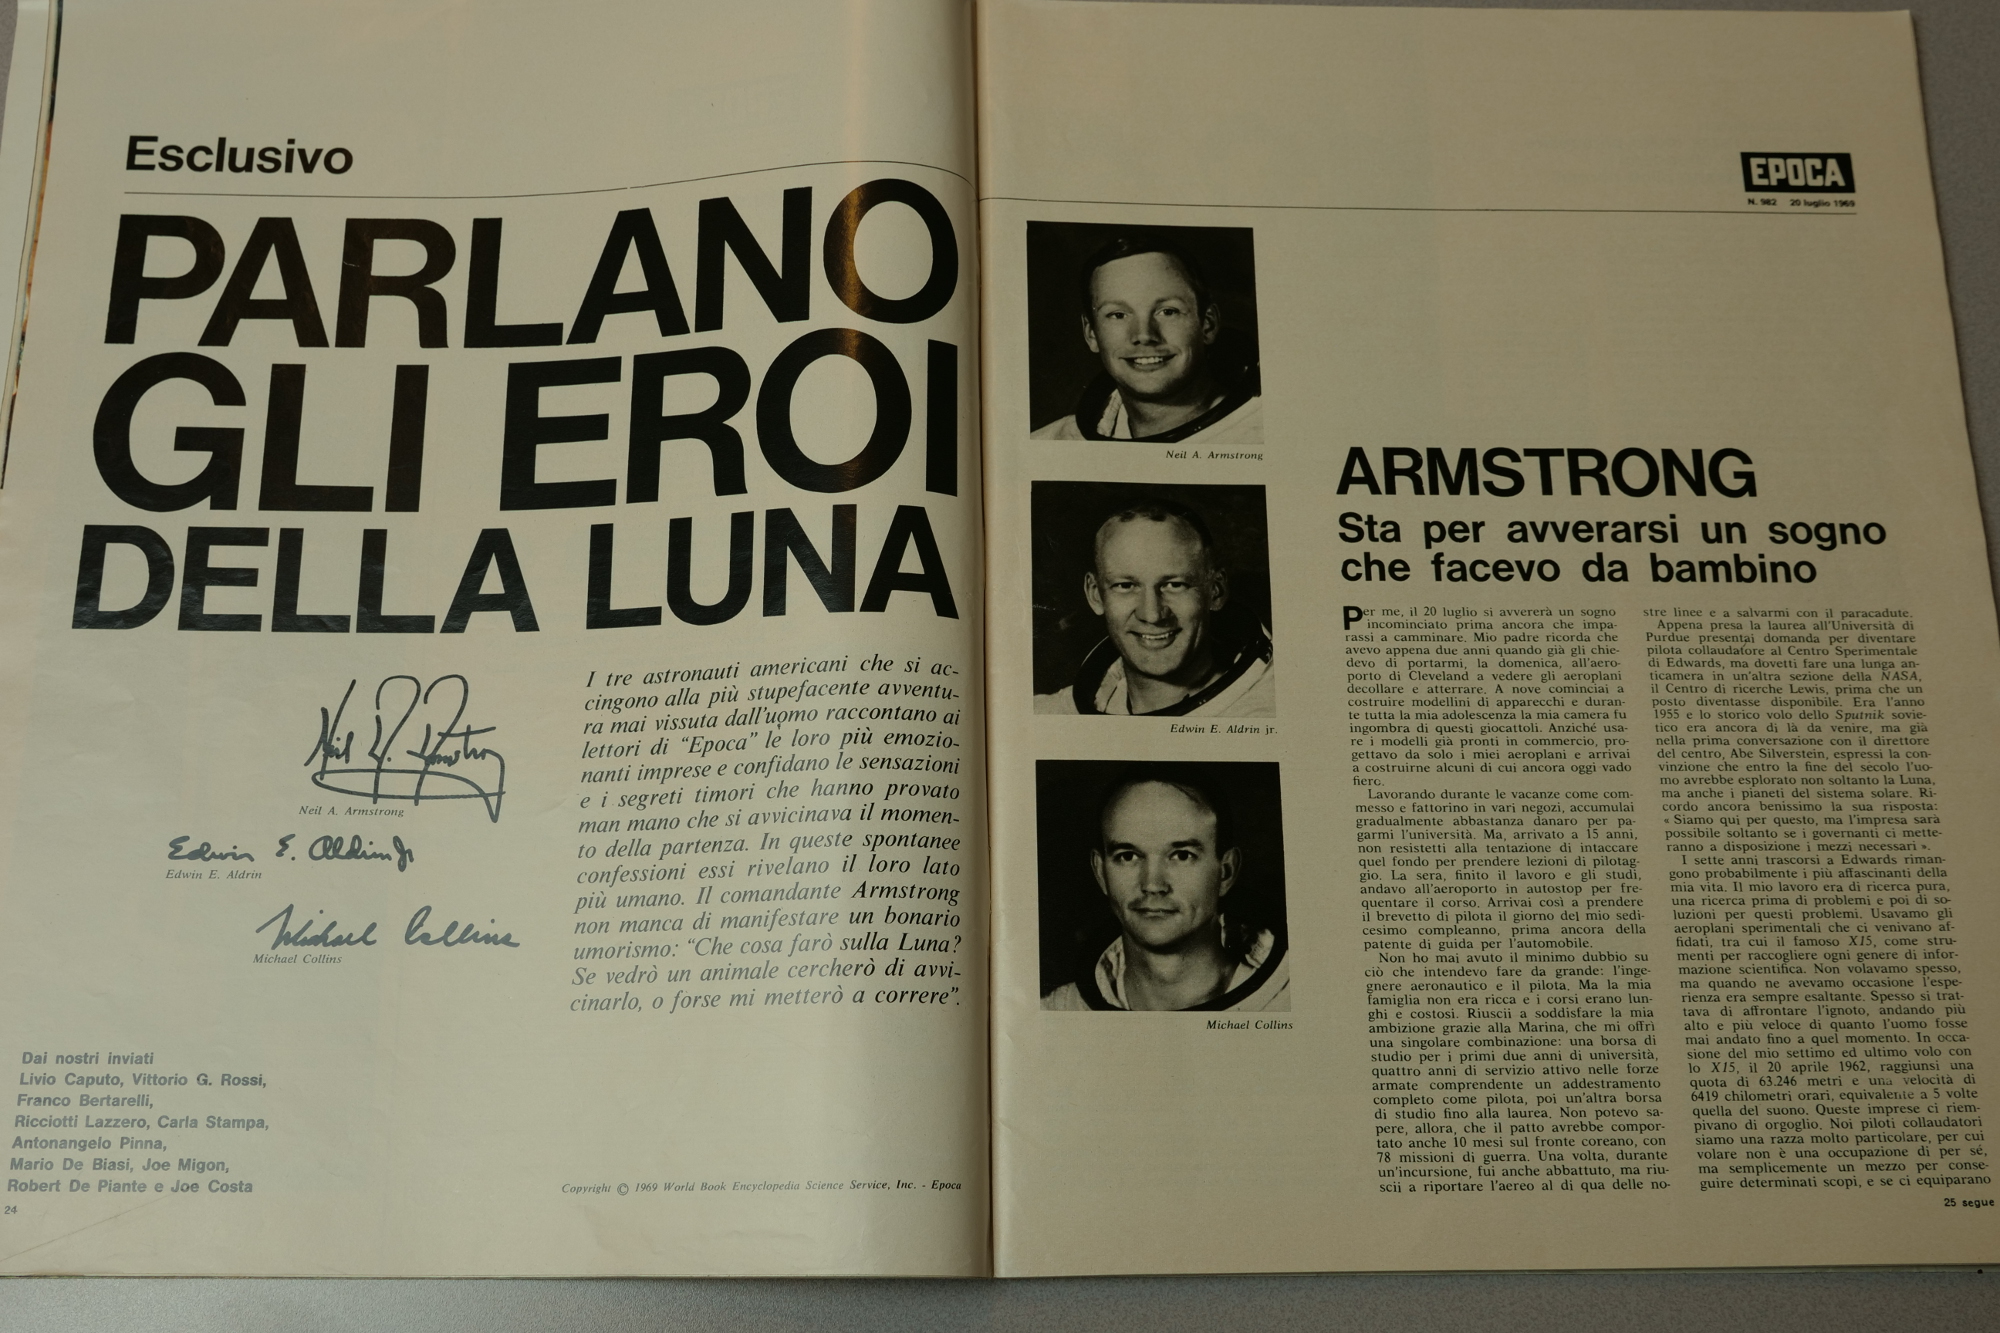 Esclusivo
PARLANO
GLI EROI
DELLA LUNA
Neil A. Armstrong
Neil A. Armstrong
Edwin E. Aldrin Jr
Edwin E. Aldrin
Michael Collins
Michael Collins
I tre astronauti americani che si ac-
cingono alla più stupefacente avventu-
ra mai vissuta dall'uomo raccontano ai
lettori di "Epoca" le loro più emozio-
nanti imprese e confidano le sensazioni
e i segreti timori che hanno provato
man mano che si avvicinava il momen-
to della partenza. In queste spontanee
confessioni essi rivelano il loro lato
più umano. Il comandante Armstrong
non manca di manifestare un bonario
umorismo: "Che cosa farò sulla Luna?
Se vedrò un animale cercherò di avvi-
cinarlo, o forse mi metterò a correre".
Dai nostri inviati
Livio Caputo, Vittorio G. Rossi,
Franco Bertarelli,
Ricciotti Lazzero, Carla Stampa,
Antonangelo Pinna,
Mario De Biasi, Joe Migon,
Robert De Piante e Joe Costa
Copyright © 1969 World Book Encyclopedia Science Service, Inc. - Epoca
24
EPOCA
N. 982 20 luglio 1969
Neil A. Armstrong
Edwin E. Aldrin jr.
Michael Collins
ARMSTRONG
Sta per avverarsi un sogno
che facevo da bambino
Per me, il 20 luglio si avvererà un sogno
incominciato prima ancora che impa-
rassi a camminare. Mio padre ricorda che
avevo appena due anni quando già gli chie-
devo di portarmi, la domenica, all'aero-
porto di Cleveland a vedere gli aeroplani
decollare e atterrare. A nove cominciai a
costruire modellini di apparecchi e duran-
te tutta la mia adolescenza la mia camera fu
ingombra di questi giocattoli. Anziché usa-
re i modelli già pronti in commercio, pro-
gettavo da solo i miei aeroplani e arrivai
a costruirne alcuni di cui ancora oggi vado
fiero.
Lavorando durante le vacanze come com-
messo e fattorino in vari negozi, accumulai
gradualmente abbastanza danaro per pa-
garmi l'università. Ma, arrivato a 15 anni,
non resistetti alla tentazione di intaccare
quel fondo per prendere lezioni di pilotag-
gio. La sera, finito il lavoro e gli studi,
andavo all'aeroporto in autostop per fre-
quentare il corso. Arrivai così a prendere
il brevetto di pilota il giorno del mio sedi-
cesimo compleanno, prima ancora della
patente di guida per l'automobile.
Non ho mai avuto il minimo dubbio su
ciò che intendevo fare da grande: l'inge-
gnere aeronautico e il pilota. Ma la mia
famiglia non era ricca e i corsi erano lun-
ghi e costosi. Riuscii a soddisfare la mia
ambizione grazie alla Marina, che mi offrì
una singolare combinazione: una borsa di
studio per i primi due anni di università,
quattro anni di servizio attivo nelle forze
armate comprendente un addestramento
completo come pilota, poi un'altra borsa
di studio fino alla laurea. Non potevo sa-
pere, allora, che il patto avrebbe compor-
tato anche 10 mesi sul fronte coreano, con
78 missioni di guerra. Una volta, durante
un'incursione, fui anche abbattuto, ma riu-
scii a riportare l'aereo al di qua delle no-
stre linee e a salvarmi con il paracadute.
Appena presa la laurea all'Università di
Purdue presentai domanda per diventare
pilota collaudatore al Centro Sperimentale
di Edwards, ma dovetti fare una lunga an-
ticamera in un'altra sezione della NASA,
il Centro di ricerche Lewis, prima che un
posto diventasse disponibile. Era l'anno
1955 e lo storico volo dello Sputnik sovie-
tico era ancora di là da venire, ma già
nella prima conversazione con il direttore
del centro, Abe Silverstein, espressi la con-
vinzione che entro la fine del secolo l'uo-
mo avrebbe esplorato non soltanto la Luna,
ma anche i pianeti del sistema solare. Ri-
cordo ancora benissimo la sua risposta:
« Siamo qui per questo, ma l'impresa sarà
possibile soltanto se i governanti ci mette-
ranno a disposizione i mezzi necessari ».
I sette anni trascorsi a Edwards riman-
gono probabilmente i più affascinanti della
mia vita. Il mio lavoro era di ricerca pura,
una ricerca prima di problemi e poi di so-
luzioni per questi problemi. Usavamo gli
aeroplani sperimentali che ci venivano af-
fidati, tra cui il famoso X15, come stru-
menti per raccogliere ogni genere di infor-
mazione scientifica. Non volavamo spesso,
ma quando ne avevamo occasione l'espe-
rienza era sempre esaltante. Spesso si trat-
tava di affrontare l'ignoto, andando più
alto e più veloce di quanto l'uomo fosse
mai andato fino a quel momento. In occa-
sione del mio settimo ed ultimo volo con
lo X15, il 20 aprile 1962, raggiunsi una
quota di 63.246 metri e una velocità di
6419 chilometri orari, equivalente a 5 volte
quella del suono. Queste imprese ci riem-
pivano di orgoglio. Noi piloti collaudatori
siamo una razza molto particolare, per cui
volare non è una occupazione di per sé,
ma semplicemente un mezzo per conse-
guire determinati scopi, e se ci equiparano
25 segue